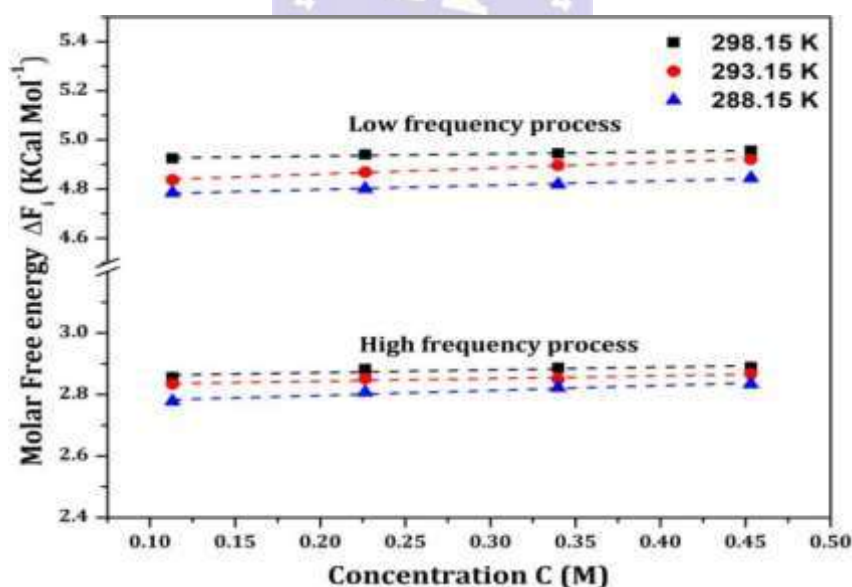 5.4
5.2
5.0
4.8
4.6
3.0
2.8
2.6
2.4
Molar Free energy ΔFᵢ (KCal Mol⁻¹)
298.15 K
293.15 K
288.15 K
Low frequency process
High frequency process
0.10 0.15 0.20 0.25 0.30 0.35 0.40 0.45 0.50
Concentration C (M)